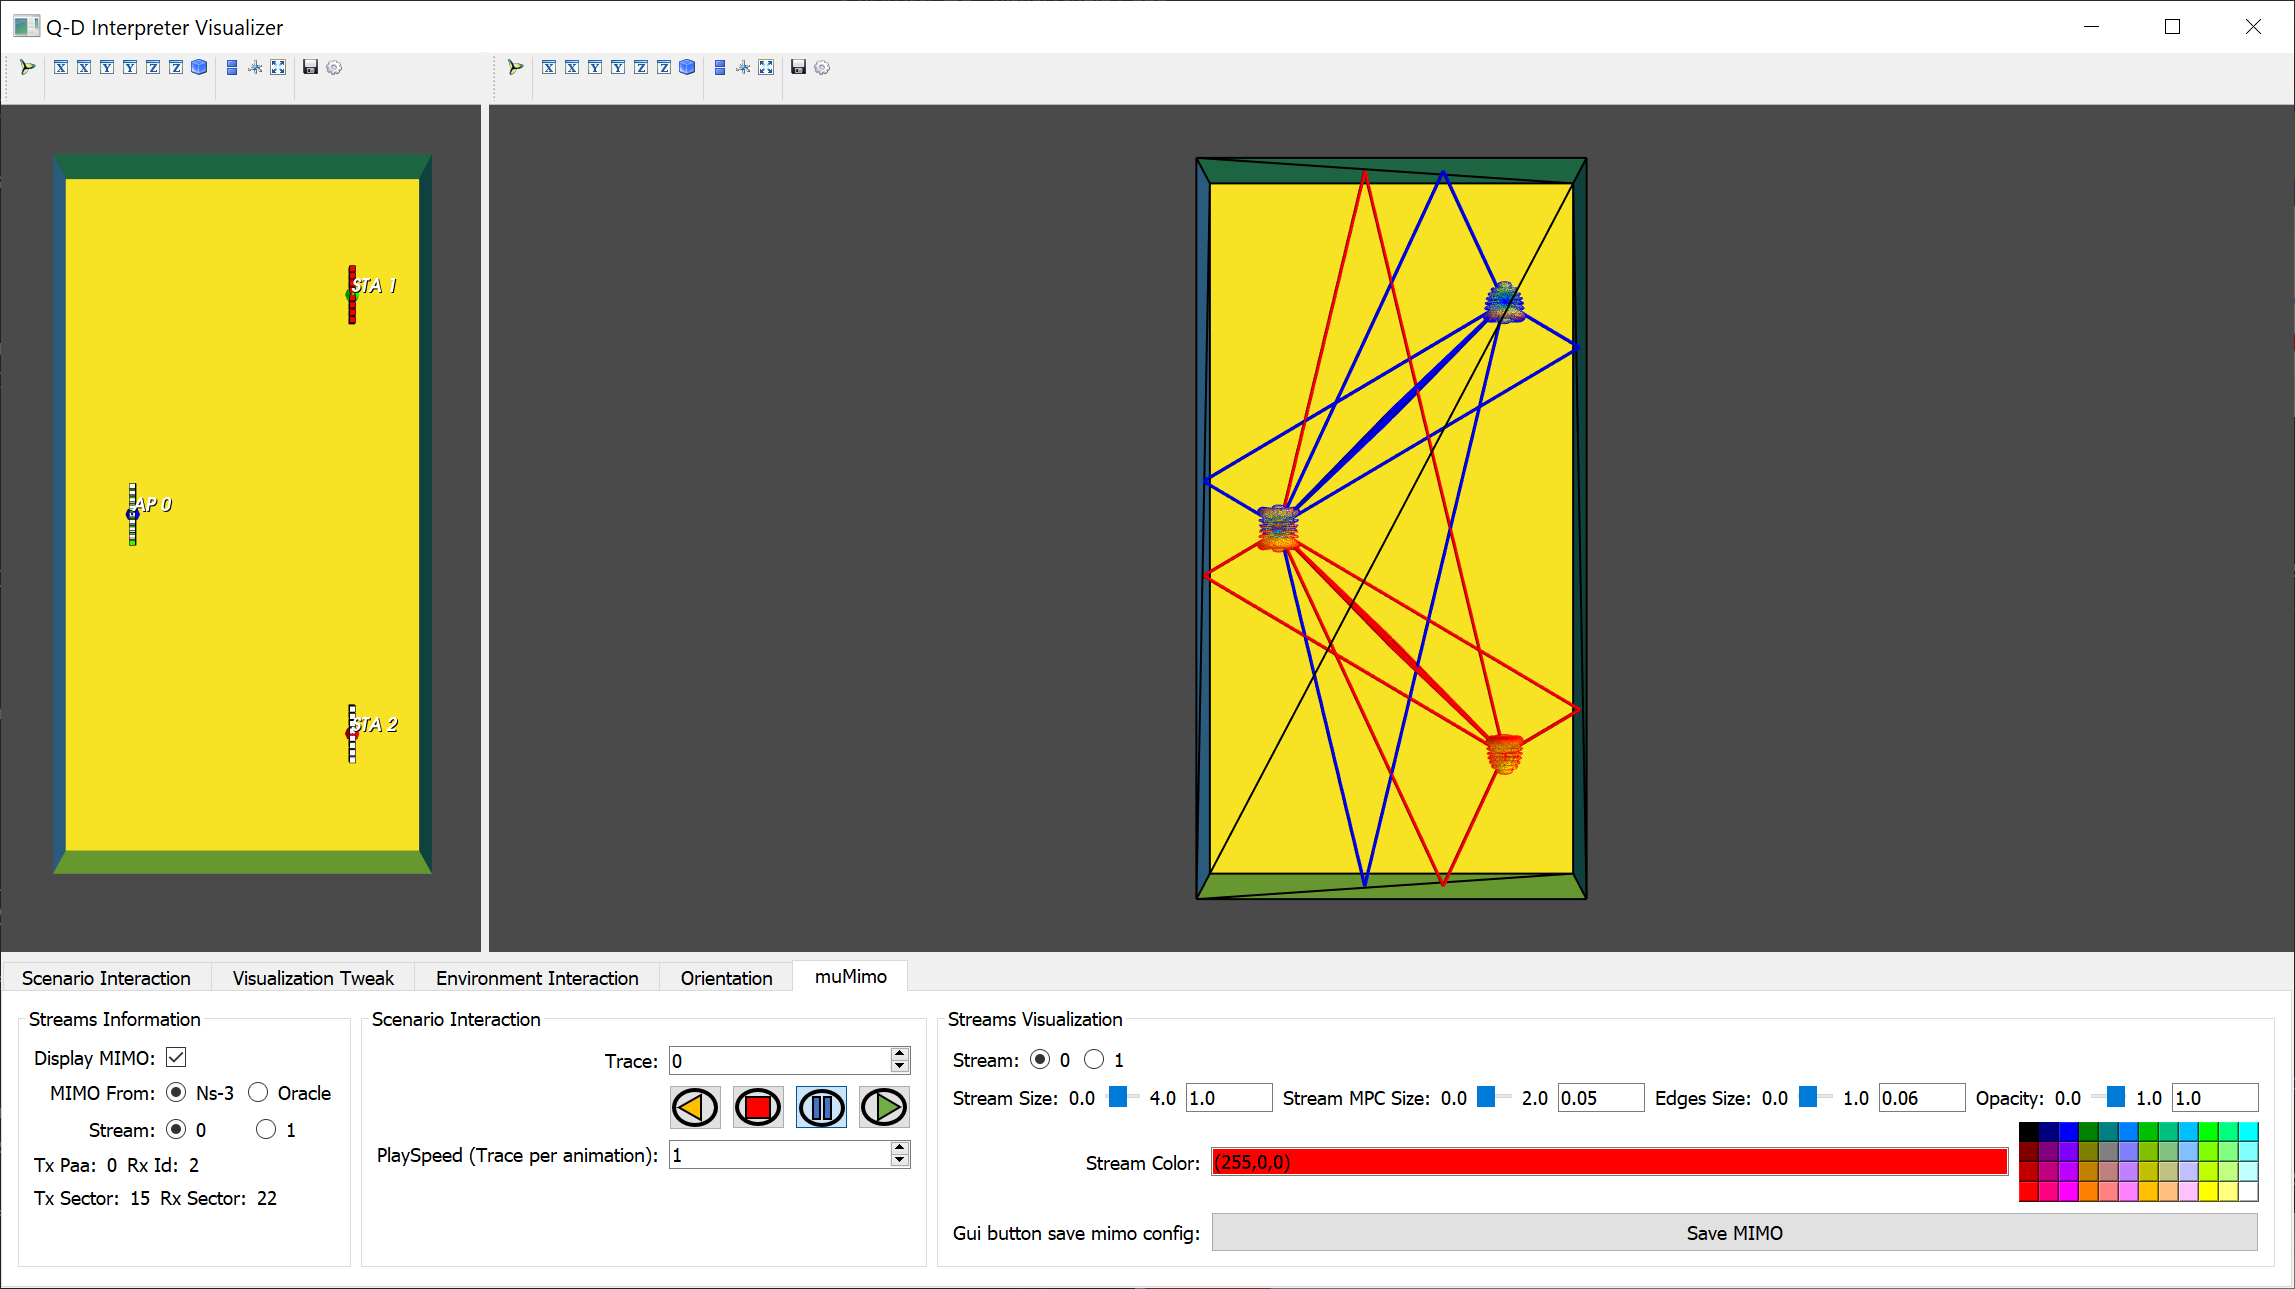 Q-D Interpreter Visualizer
X X Y Y Z Z X X Y Y Z Z
STA 1
AP 0
STA 2
Scenario Interaction Visualization Tweak Environment Interaction Orientation muMimo
Streams Information
Display MIMO:
MIMO From: Ns-3 Oracle
Stream: 0 1
Tx Paa: 0 Rx Id: 2
Tx Sector: 15 Rx Sector: 22
Scenario Interaction
Trace: 0
PlaySpeed (Trace per animation): 1
Streams Visualization
Stream: 0 1
Stream Size: 0.0 4.0 1.0 Stream MPC Size: 0.0 2.0 0.05 Edges Size: 0.0 1.0 0.06 Opacity: 0.0 1.0 1.0
Stream Color: (255,0,0)
Gui button save mimo config: Save MIMO